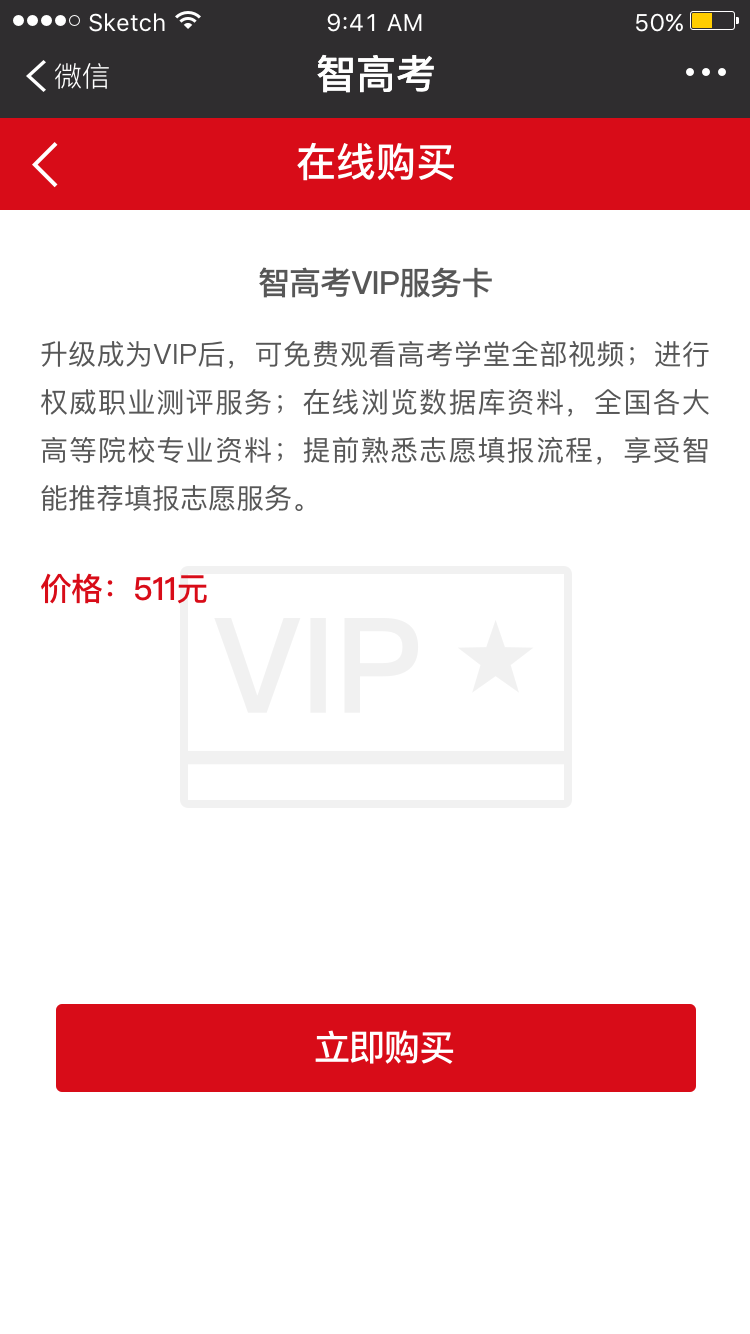 Sketch 9:41 AM 50%
微信 智高考
在线购买
智高考VIP服务卡
升级成为VIP后，可免费观看高考学堂全部视频；进行
权威职业测评服务；在线浏览数据库资料，全国各大
高等院校专业资料；提前熟悉志愿填报流程，享受智
能推荐填报志愿服务。
价格：511元
VIP
立即购买